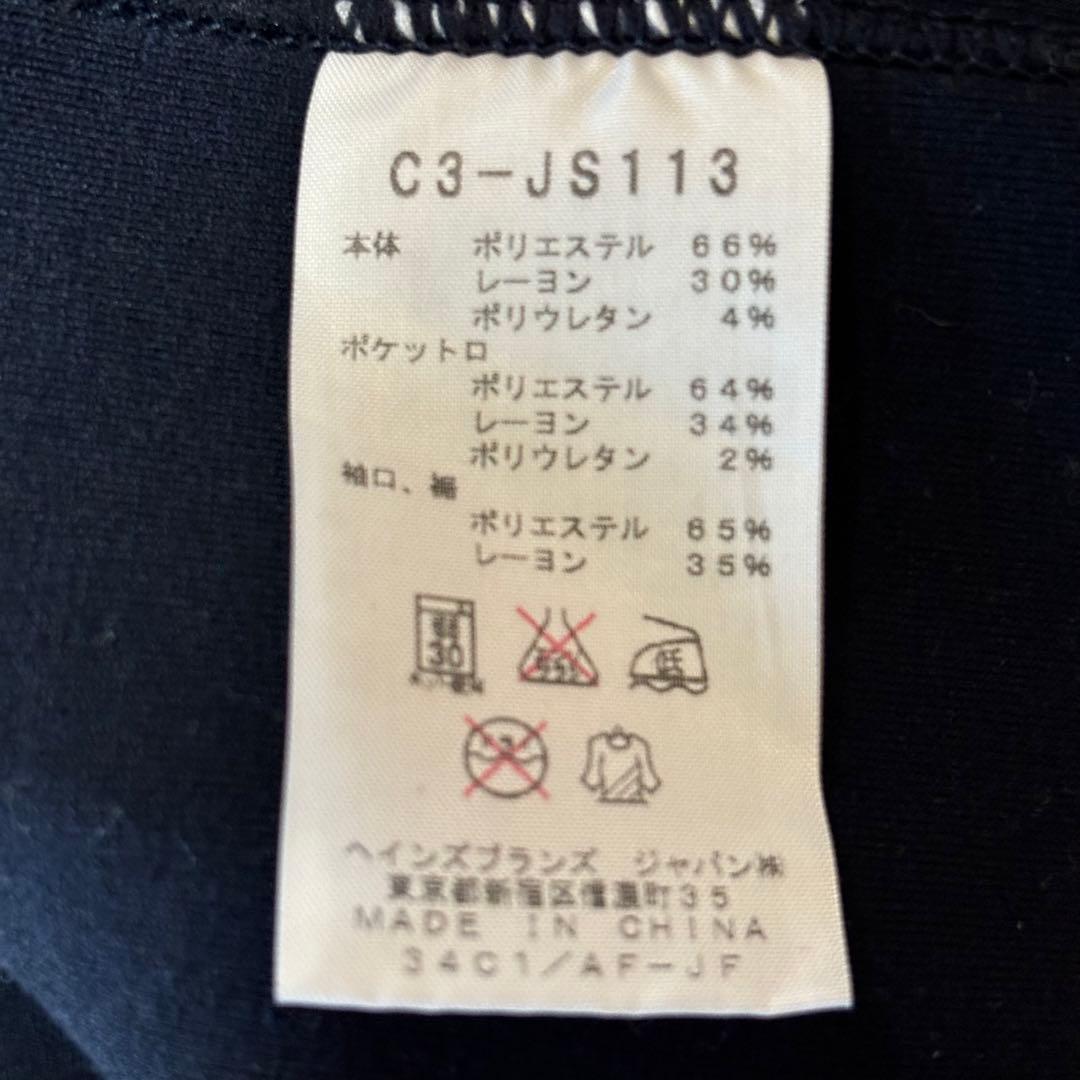 C3-JS113
本体 ポリエステル 66%
レーヨン 30%
ポリウレタン 4%
ポケット口
ポリエステル 64%
レーヨン 34%
ポリウレタン 2%
袖口、裾
ポリエステル 65%
レーヨン 35%
30
低
ヘインズブランズ ジャパン㈱
東京都新宿区信濃町35
MADE IN CHINA
34C1/AF-JF